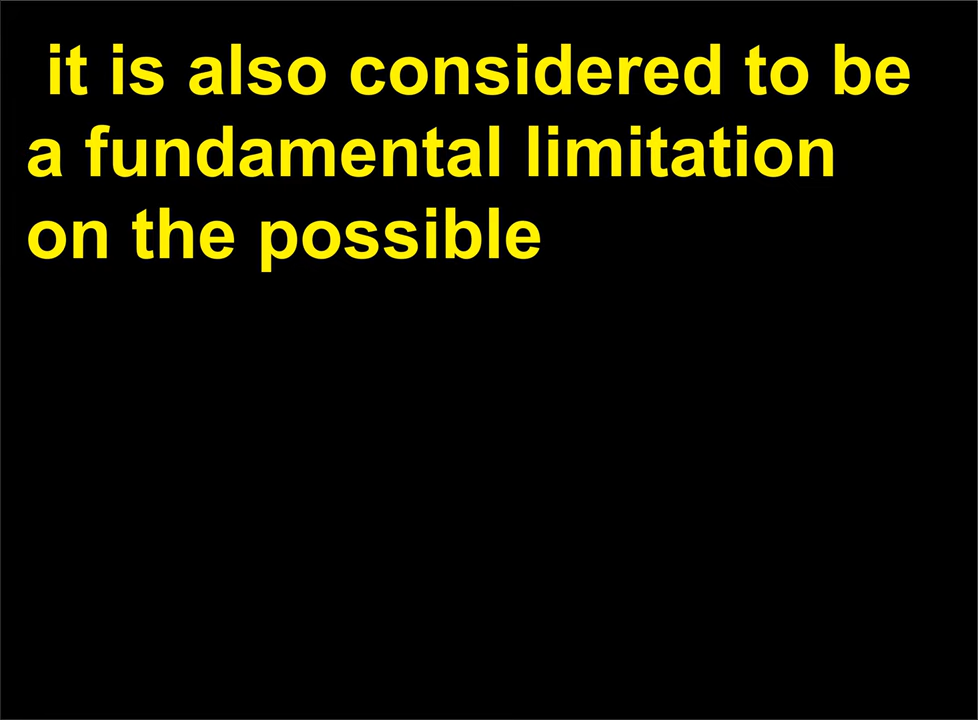 it is also considered to be
a fundamental limitation
on the possible